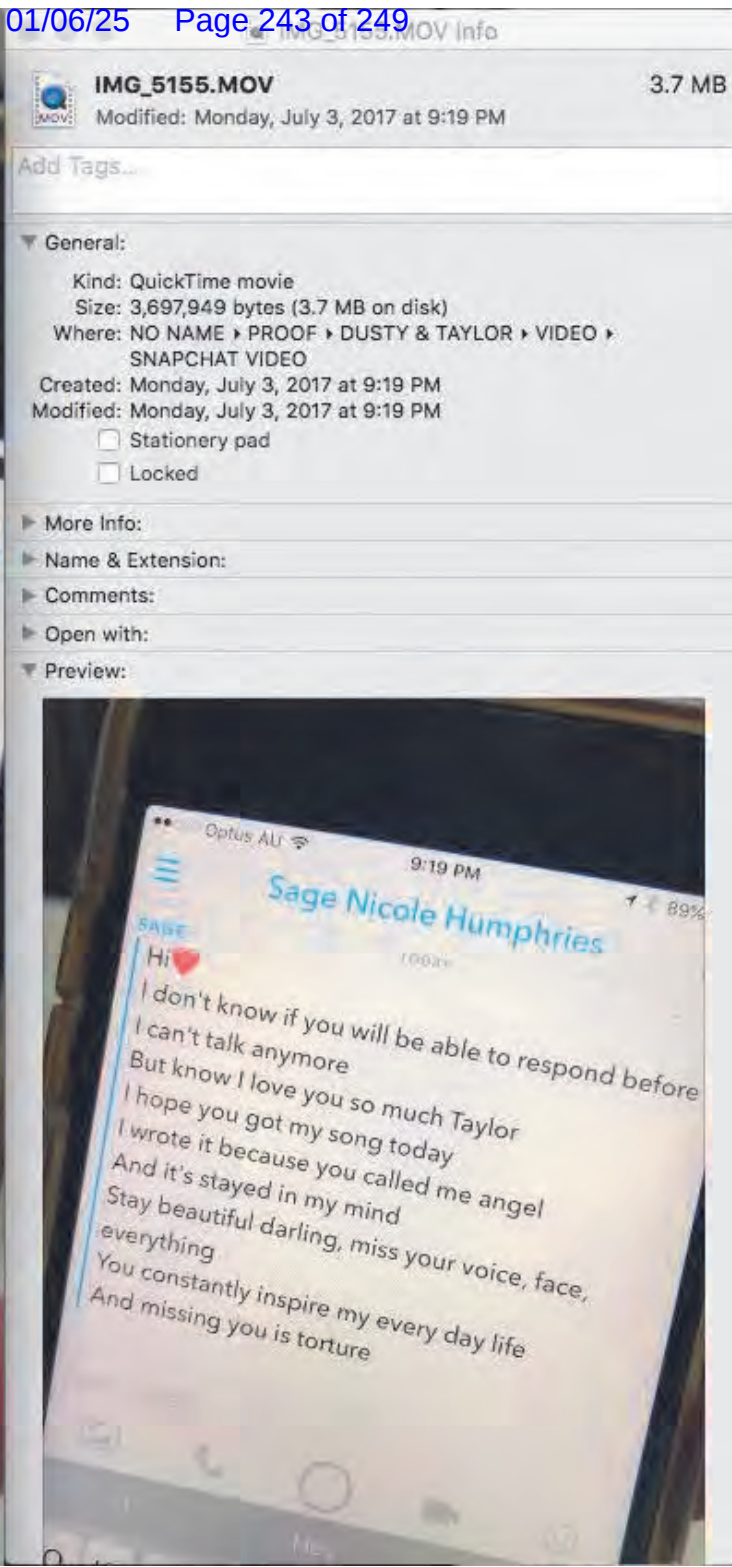 01/06/25 Page 243 of 249
IMG_5155.MOV Info
IMG_5155.MOV 3.7 MB
MOV
Modified: Monday, July 3, 2017 at 9:19 PM
Add Tags...
General:
Kind: QuickTime movie
Size: 3,697,949 bytes (3.7 MB on disk)
Where: NO NAME ▸ PROOF ▸ DUSTY & TAYLOR ▸ VIDEO ▸
SNAPCHAT VIDEO
Created: Monday, July 3, 2017 at 9:19 PM
Modified: Monday, July 3, 2017 at 9:19 PM
Stationery pad
Locked
More Info:
Name & Extension:
Comments:
Open with:
Preview:
Optus AU 9:19 PM 89%
Sage Nicole Humphries
TODAY
SAGE
Hi❤️
I don't know if you will be able to respond before
I can't talk anymore
But know I love you so much Taylor
I hope you got my song today
I wrote it because you called me angel
And it's stayed in my mind
Stay beautiful darling, miss your voice, face,
everything
You constantly inspire my every day life
And missing you is torture